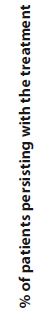 % of patients persisting with the treatment